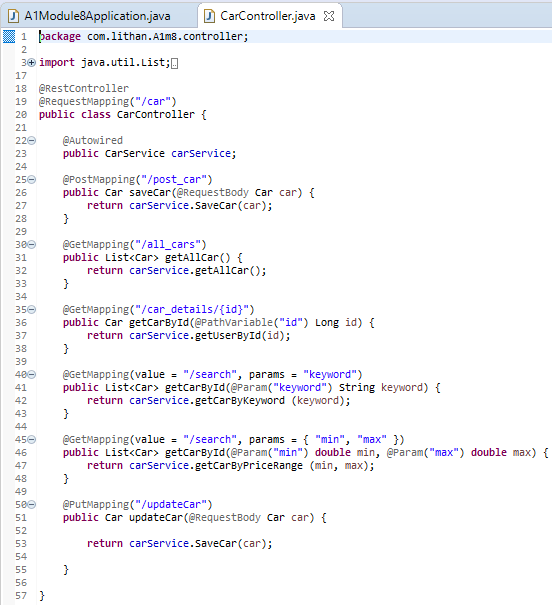 A1Module8Application.java CarController.java
1 package com.lithan.A1m8.controller;
2
3 import java.util.List;
17
18 @RestController
19 @RequestMapping("/car")
20 public class CarController {
21
22 @Autowired
23 public CarService carService;
24
25 @PostMapping("/post_car")
26 public Car saveCar(@RequestBody Car car) {
27 return carService.SaveCar(car);
28 }
29
30 @GetMapping("/all_cars")
31 public List<Car> getAllCar() {
32 return carService.getAllCar();
33 }
34
35 @GetMapping("/car_details/{id}")
36 public Car getCarById(@PathVariable("id") Long id) {
37 return carService.getUserById(id);
38 }
39
40 @GetMapping(value = "/search", params = "keyword")
41 public List<Car> getCarById(@Param("keyword") String keyword) {
42 return carService.getCarByKeyword (keyword);
43 }
44
45 @GetMapping(value = "/search", params = { "min", "max" })
46 public List<Car> getCarById(@Param("min") double min, @Param("max") double max) {
47 return carService.getCarByPriceRange (min, max);
48 }
49
50 @PutMapping("/updateCar")
51 public Car updateCar(@RequestBody Car car) {
52
53 return carService.SaveCar(car);
54
55 }
56
57 }